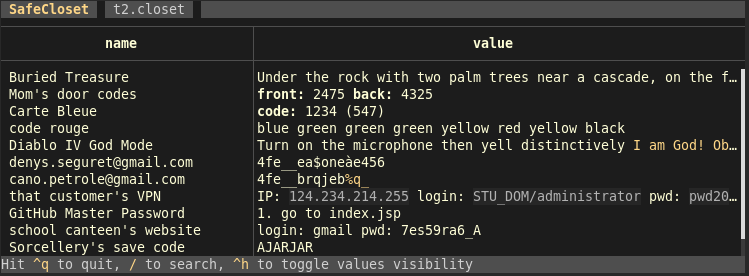 SafeCloset t2.closet
name value
Buried Treasure Under the rock with two palm trees near a cascade, on the f…
Mom's door codes front: 2475 back: 4325
Carte Bleue code: 1234 (547)
code rouge blue green green green yellow red yellow black
Diablo IV God Mode Turn on the microphone then yell distinctively I am God! Ob…
denys.seguret@gmail.com 4fe__ea$oneàe456
cano.petrole@gmail.com 4fe__brqjeb%q_
that customer's VPN IP: 124.234.214.255 login: STU_DOM/administrator pwd: pwd20…
GitHub Master Password 1. go to index.jsp
school canteen's website login: gmail pwd: 7es59ra6_A
Sorcellery's save code AJARJAR
Hit ^q to quit, / to search, ^h to toggle values visibility